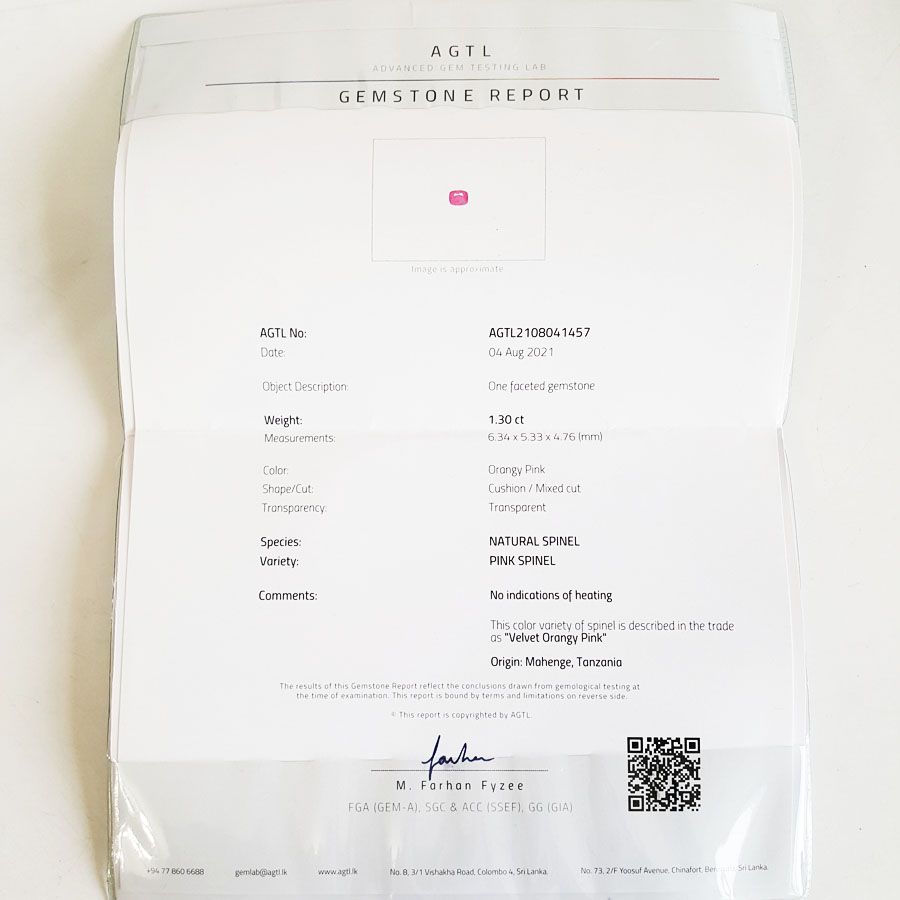 AGTL
ADVANCED GEM TESTING LAB
GEMSTONE REPORT
Image is approximate
AGTL No: AGTL2108041457
Date: 04 Aug 2021
Object Description: One faceted gemstone
Weight: 1.30 ct
Measurements: 6.34 x 5.33 x 4.76 (mm)
Color: Orangy Pink
Shape/Cut: Cushion / Mixed cut
Transparency: Transparent
Species: NATURAL SPINEL
Variety: PINK SPINEL
Comments: No indications of heating
This color variety of spinel is described in the trade
as "Velvet Orangy Pink"
Origin: Mahenge, Tanzania
The results of this Gemstone Report reflect the conclusions drawn from gemological testing at
the time of examination. This report is bound by terms and limitations on reverse side.
© This report is copyrighted by AGTL.
farhan
M. Farhan Fyzee
FGA (GEM-A), SGC & ACC (SSEF), GG (GIA)
+94 77 860 6688 gemlab@agtl.lk www.agtl.lk No. 8, 3/1 Vishakha Road, Colombo 4, Sri Lanka. No. 73, 2/F Yoosuf Avenue, Chinafort, Sri Lanka.